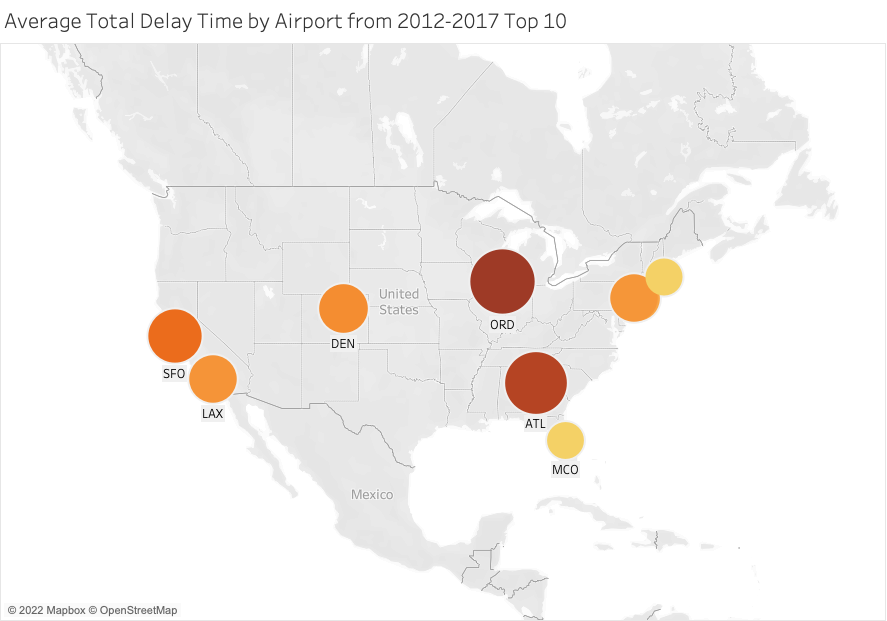 Average Total Delay Time by Airport from 2012-2017 Top 10
United
States
ORD
DEN
SFO
LAX
ATL
MCO
Mexico
© 2022 Mapbox © OpenStreetMap